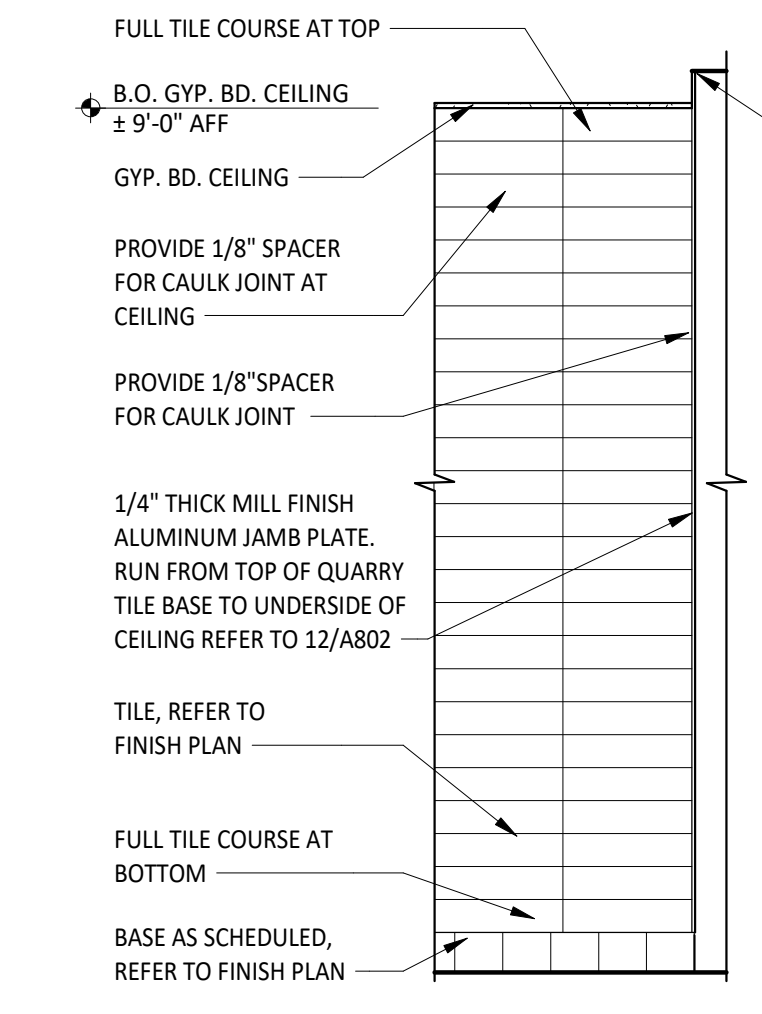 FULL TILE COURSE AT TOP
B.O. GYP. BD. CEILING
± 9'-0" AFF
GYP. BD. CEILING
PROVIDE 1/8" SPACER
FOR CAULK JOINT AT
CEILING
PROVIDE 1/8"SPACER
FOR CAULK JOINT
1/4" THICK MILL FINISH
ALUMINUM JAMB PLATE.
RUN FROM TOP OF QUARRY
TILE BASE TO UNDERSIDE OF
CEILING REFER TO 12/A802
TILE, REFER TO
FINISH PLAN
FULL TILE COURSE AT
BOTTOM
BASE AS SCHEDULED,
REFER TO FINISH PLAN